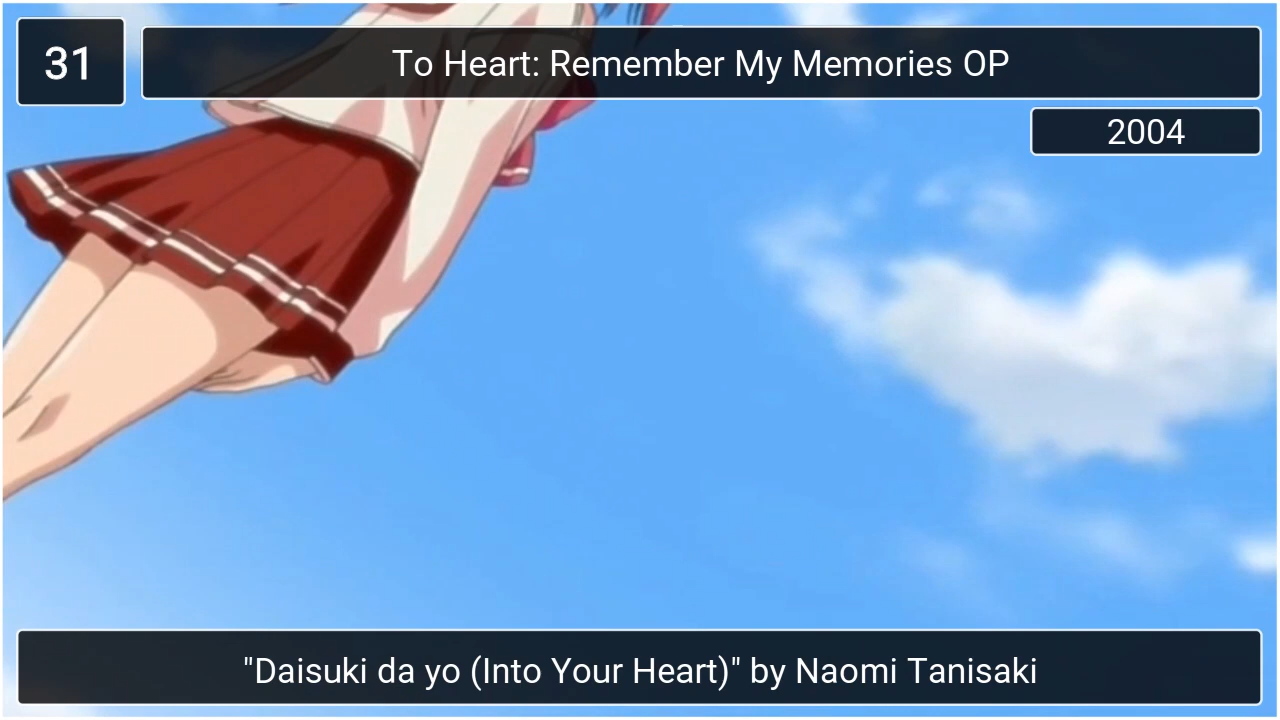 31
To Heart: Remember My Memories OP
2004
"Daisuki da yo (Into Your Heart)" by Naomi Tanisaki